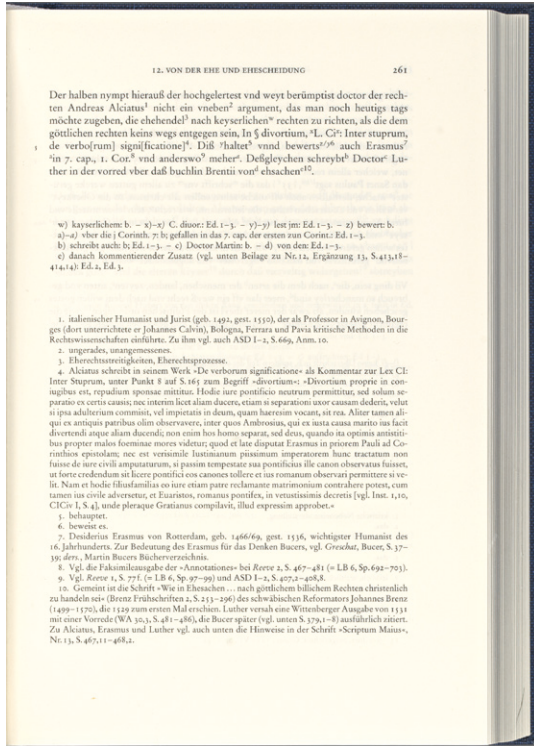 12. VON DER EHE UND EHESCHEIDUNG 261
Der halben nympt hierauß der hochgelertest vnd weyt berümptist doctor der rech-
ten Andreas Alciatus¹ nicht ein vneben² argument, das man noch heutigs tags
möchte zugeben, die ehehendel³ nach keyserlichenʷ rechten zu richten, als die dem
göttlichen rechten keins wegs entgegen sein, In § divortium, ˣL. Ciˣ: Inter stuprum,
de verbo[rum] signi[ficatione]⁴. Diß ʸhaltet⁵ vnnd bewertsᶻ/⁶ auch Erasmus⁷
ᵃin 7. cap., 1. Cor.⁸ vnd anderswo⁹ meherᵃ. Deßgleychen schreybtᵇ Doctorᶜ Lu-
ther in der vorred vber daß buchlin Brentii vonᵈ ehsachenᵉ¹⁰.
w) kayserlichem: b. – x)–x) C. diuor.: Ed. 1–3. – y)–y) lest jm: Ed. 1–3. – z) bewert: b.
a)–a) vber die j Corinth. 7: b; gefallen in das 7. cap. der ersten zun Corint.: Ed. 1–3.
b) schreibt auch: b; Ed. 1–3. – c) Doctor Martin: b. – d) von den: Ed. 1–3.
e) danach kommentierender Zusatz (vgl. unten Beilage zu Nr. 12, Ergänzung 13, S. 413,18–
414,14): Ed. 2, Ed. 3.
1. italienischer Humanist und Jurist (geb. 1492, gest. 1550), der als Professor in Avignon, Bour-
ges (dort unterrichtete er Johannes Calvin), Bologna, Ferrara und Pavia kritische Methoden in die
Rechtswissenschaften einführte. Zu ihm vgl. auch ASD I–2, S. 669, Anm. 10.
2. ungerades, unangemessenes.
3. Eherechtsstreitigkeiten, Eherechtsprozesse.
4. Alciatus schreibt in seinem Werk »De verborum significatione« als Kommentar zur Lex CI:
Inter Stuprum, unter Punkt 8 auf S. 165 zum Begriff »divortium«: »Divortium proprie in con-
iugibus est, repudium sponsae mittitur. Hodie iure pontificio neutrum permittitur, sed solum se-
paratio ex certis causis; nec interim licet aliam ducere, etiam si separationi uxor causam dederit, velut
si ipsa adulterium commisit, vel impietatis in deum, quam haeresim vocant, sit rea. Aliter tamen ali-
qui ex antiquis patribus olim observavere, inter quos Ambrosius, qui ex iusta causa marito ius facit
divertendi atque aliam ducendi; non enim hos homo separat, sed deus, quando ita optimis antistiti-
bus propter malos foeminae mores videtur; quod et late disputat Erasmus in priorem Pauli ad Co-
rinthios epistolam; nec est verisimile Iustinianum piissimum imperatorem hunc tractatum non
fuisse de iure civili amputaturum, si passim tempestate sua pontificius ille canon observatus fuisset,
ut forte credendum sit licere pontifici eos canones tollere et ius romanum observari permittere si ve-
lit. Nam et hodie filiusfamilias eo iure etiam patre reclamante matrimonium contrahere potest, cum
tamen ius civile adversetur, et Euaristos, romanus pontifex, in vetustissimis decretis [vgl. Inst. 1,10,
CICiv I, S. 4], unde pleraque Gratianus compilavit, illud expressim approbet.«
5. behauptet.
6. beweist es.
7. Desiderius Erasmus von Rotterdam, geb. 1466/69, gest. 1536, wichtigster Humanist des
16. Jahrhunderts. Zur Bedeutung des Erasmus für das Denken Bucers, vgl. Greschat, Bucer, S. 37–
39; ders., Martin Bucers Bücherverzeichnis.
8. Vgl. die Faksimileausgabe der »Annotationes« bei Reeve 2, S. 467–481 (= LB 6, Sp. 692–703).
9. Vgl. Reeve 1, S. 77f. (= LB 6, Sp. 97–99) und ASD I–2, S. 407,2–408,8.
10. Gemeint ist die Schrift »Wie in Ehesachen ... nach göttlichem billichem Rechten christenlich
zu handeln sei« (Brenz Frühschriften 2, S. 253–296) des schwäbischen Reformators Johannes Brenz
(1499–1570), die 1529 zum ersten Mal erschien. Luther versah eine Wittenberger Ausgabe von 1531
mit einer Vorrede (WA 30,3, S. 481–486), die Bucer später (vgl. unten S. 379,1–8) ausführlich zitiert.
Zu Alciatus, Erasmus und Luther vgl. auch unten die Hinweise in der Schrift »Scriptum Maius«,
Nr. 13, S. 467,11–468,2.